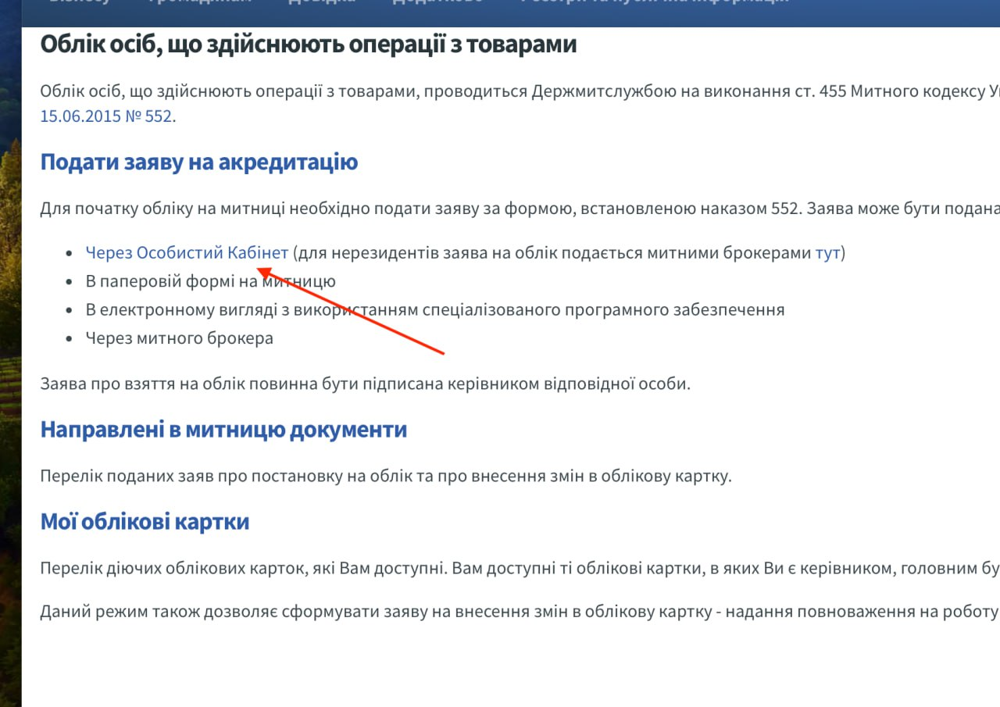 Облік осіб, що здійснюють операції з товарами
Облік осіб, що здійснюють операції з товарами, проводиться Держмитслужбою на виконання ст. 455 Митного кодексу
15.06.2015 № 552.
Подати заяву на акредитацію
Для початку обліку на митниці необхідно подати заяву за формою, встановленою наказом 552. Заява може бути подана
Через Особистий Кабінет (для нерезидентів заява на облік подається митними брокерами тут)
В паперовій формі на митницю
В електронному вигляді з використанням спеціалізованого програмного забезпечення
Через митного брокера
Заява про взяття на облік повинна бути підписана керівником відповідної особи.
Направлені в митницю документи
Перелік поданих заяв про постановку на облік та про внесення змін в облікову картку.
Мої облікові картки
Перелік діючих облікових карток, які Вам доступні. Вам доступні ті облікові картки, в яких Ви є керівником, головним бу
Даний режим також дозволяє сформувати заяву на внесення змін в облікову картку - надання повноваження на роботу